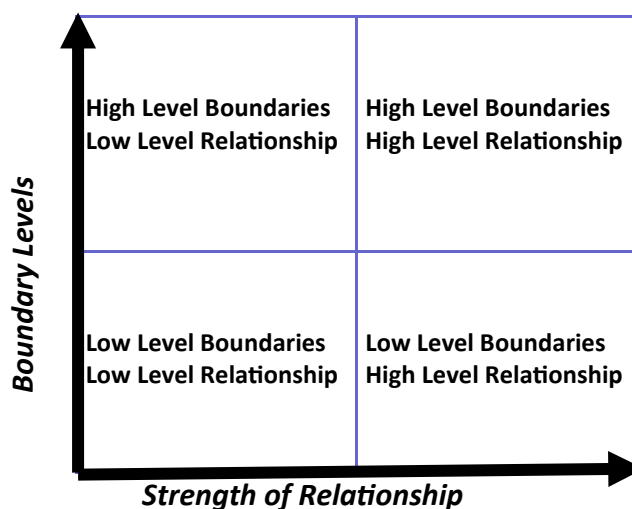 High Level Boundaries
Low Level Relationship
High Level Boundaries
High Level Relationship
Low Level Boundaries
Low Level Relationship
Low Level Boundaries
High Level Relationship
Boundary Levels
Strength of Relationship